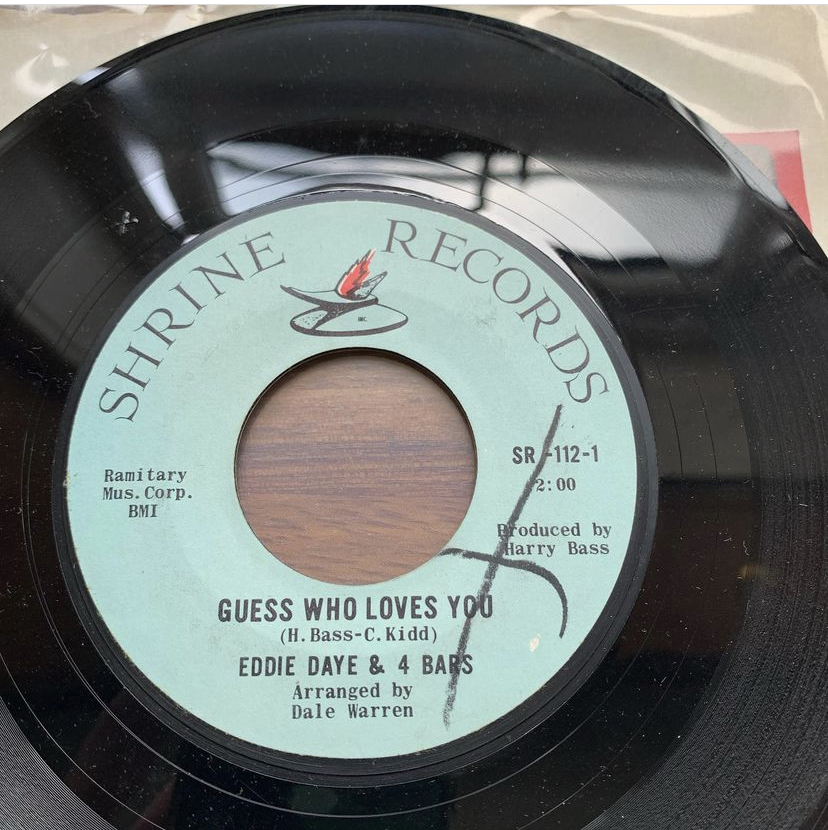 SHRINE RECORDS
INC.
SR-112-1
2:00
Ramitary
Mus. Corp.
BMI
Produced by
Harry Bass
GUESS WHO LOVES YOU
(H. Bass-C. Kidd)
EDDIE DAYE & 4 BARS
Arranged by
Dale Warren